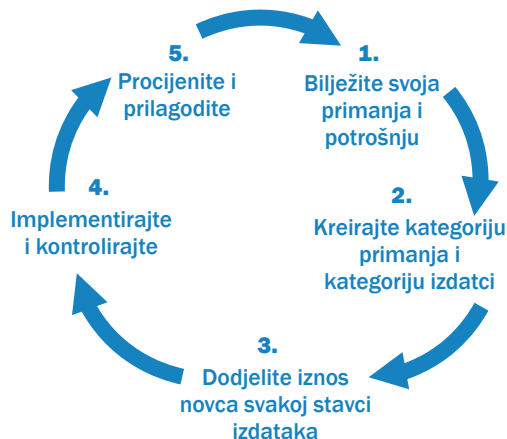 1.
Bilježite svoja
primanja i
potrošnju
2.
Kreirajte kategoriju
primanja i
kategoriju izdatci
3.
Dodjelite iznos
novca svakoj stavci
izdataka
4.
Implementirajte
i kontrolirajte
5.
Procijenite i
prilagodite